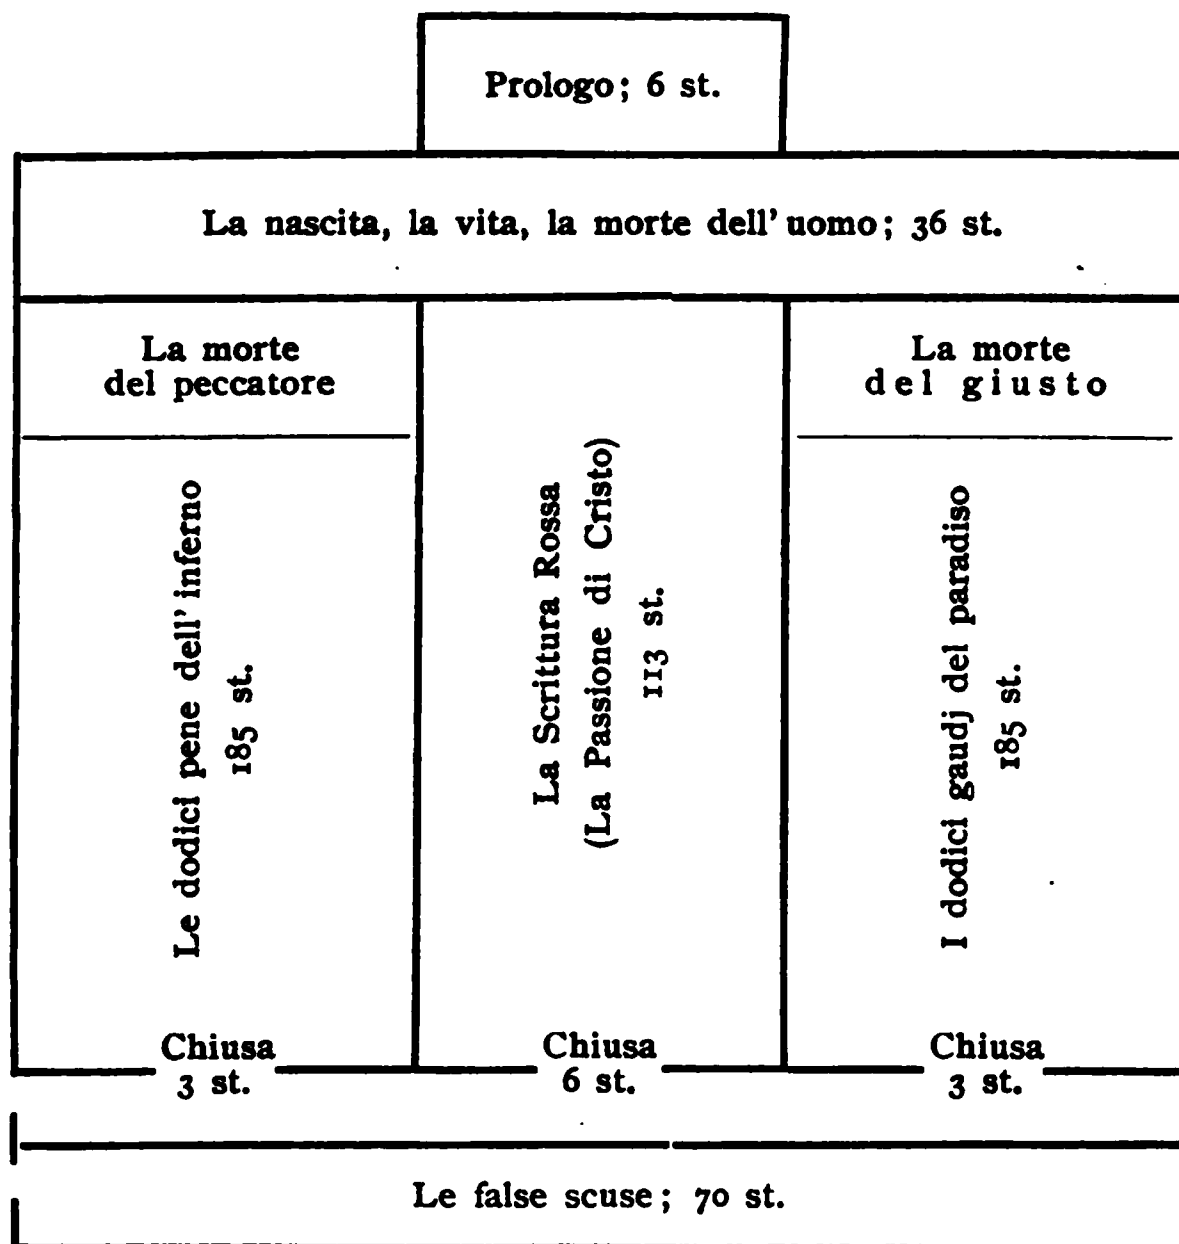 Prologo; 6 st.
La nascita, la vita, la morte dell'uomo; 36 st.
La morte
del peccatore
Le dodici pene dell'inferno
185 st.
Chiusa
3 st.
La Scrittura Rossa
(La Passione di Cristo)
113 st.
Chiusa
6 st.
La morte
del giusto
I dodici gaudj del paradiso
185 st.
Chiusa
3 st.
Le false scuse; 70 st.